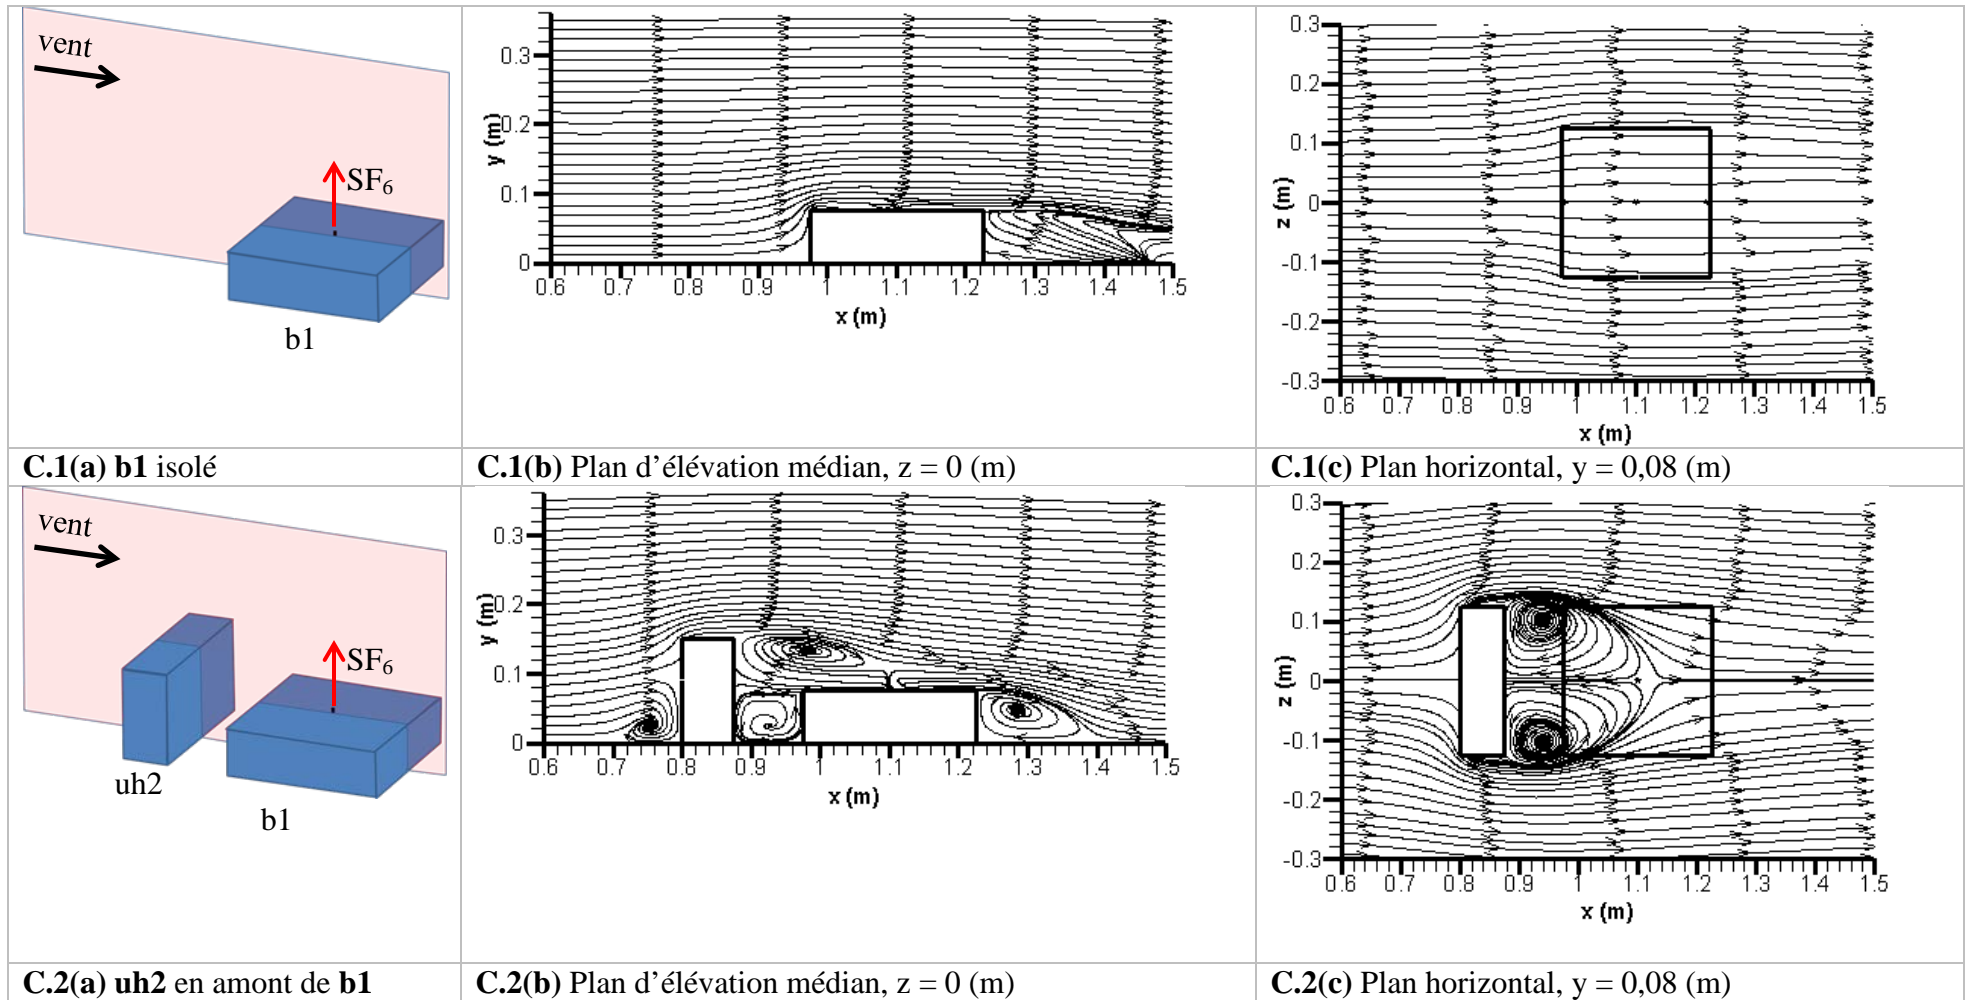 vent
SF6
b1
y (m)
0.3
0.2
0.1
0
0.6 0.7 0.8 0.9 1 1.1 1.2 1.3 1.4 1.5
x (m)
z (m)
0.3
0.2
0.1
0
-0.1
-0.2
-0.3
0.6 0.7 0.8 0.9 1 1.1 1.2 1.3 1.4 1.5
x (m)
C.1(a) b1 isolé
C.1(b) Plan d’élévation médian, z = 0 (m)
C.1(c) Plan horizontal, y = 0,08 (m)
vent
SF6
uh2
b1
y (m)
0.3
0.2
0.1
0
0.6 0.7 0.8 0.9 1 1.1 1.2 1.3 1.4 1.5
x (m)
z (m)
0.3
0.2
0.1
0
-0.1
-0.2
-0.3
0.6 0.7 0.8 0.9 1 1.1 1.2 1.3 1.4 1.5
x (m)
C.2(a) uh2 en amont de b1
C.2(b) Plan d’élévation médian, z = 0 (m)
C.2(c) Plan horizontal, y = 0,08 (m)